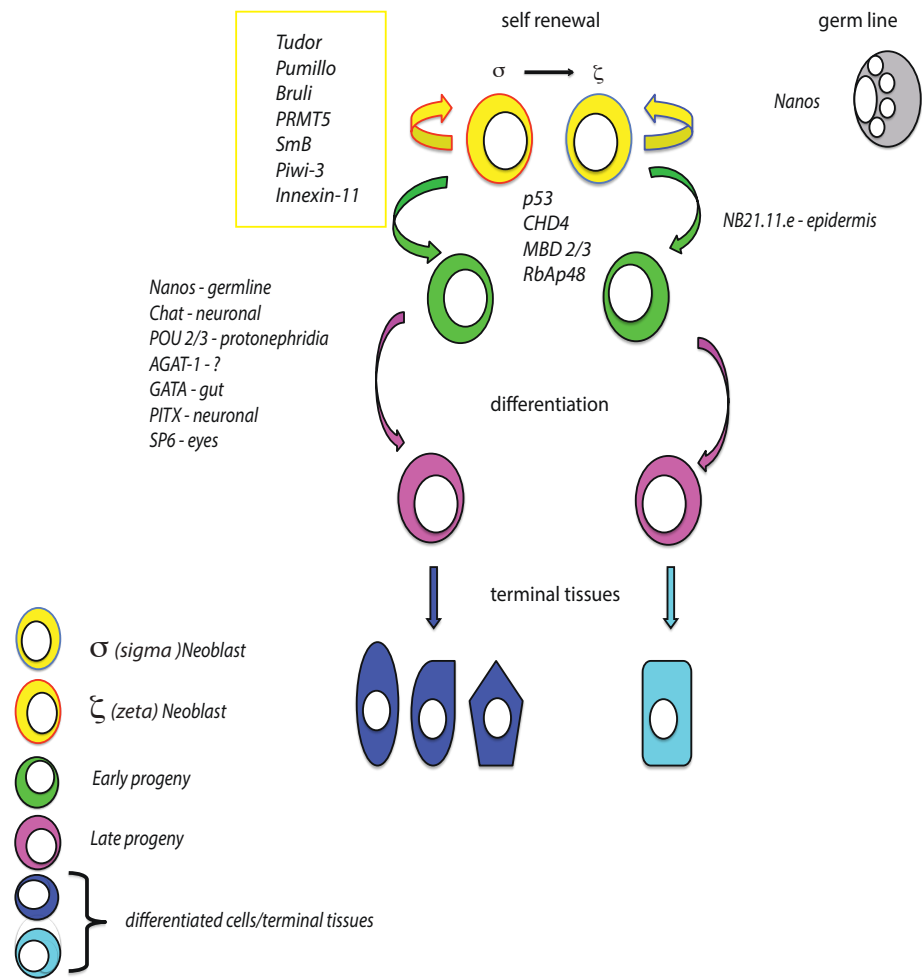 self renewal
germ line
Tudor
Pumillo
Bruli
PRMT5
SmB
Piwi-3
Innexin-11
σ
ζ
Nanos
p53
CHD4
MBD 2/3
RbAp48
NB21.11.e - epidermis
Nanos - germline
Chat - neuronal
POU 2/3 - protonephridia
AGAT-1 - ?
GATA - gut
PITX - neuronal
SP6 - eyes
differentiation
terminal tissues
σ (sigma )Neoblast
ζ (zeta) Neoblast
Early progeny
Late progeny
differentiated cells/terminal tissues